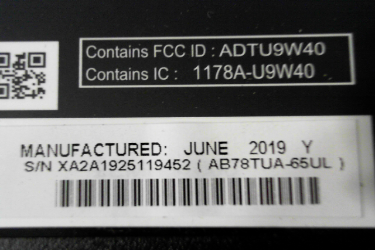 Contains FCC ID : ADTU9W40
Contains IC : 1178A-U9W40
MANUFACTURED: JUNE 2019 Y
S/N XA2A1925119452 ( AB78TUA-65UL )